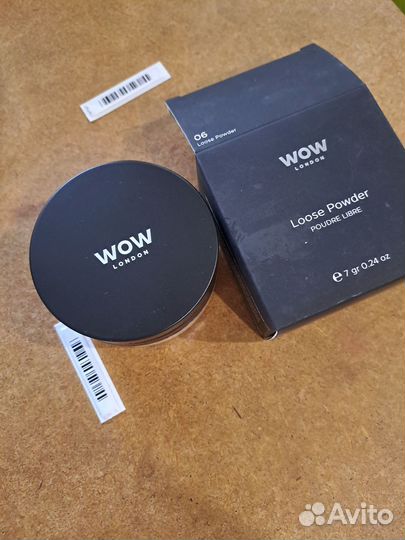 06
Loose Powder
WOW
LONDON
Loose Powder
POUDRE LIBRE
e 7 gr 0.24 oz
WOW
LONDON
Avito